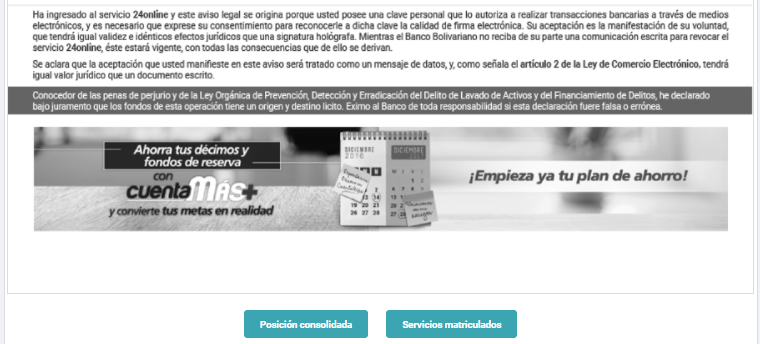 Ha ingresado al servicio 24online y este aviso legal se origina porque usted posee una clave personal que lo autoriza a realizar transacciones bancarias a través de medios
electrónicos, y es necesario que exprese su consentimiento para reconocerle a dicha clave la calidad de firma electrónica. Su aceptación es la manifestación de su voluntad,
que tendrá igual validez e idénticos efectos jurídicos que una signatura hológrafa. Mientras el Banco Bolivariano no reciba de su parte una comunicación escrita para revocar el
servicio 24online, éste estará vigente, con todas las consecuencias que de ello se derivan.
Se aclara que la aceptación que usted manifieste en este aviso será tratado como un mensaje de datos, y, como señala el artículo 2 de la Ley de Comercio Electrónico, tendrá
igual valor jurídico que un documento escrito.
Conocedor de las penas de perjurio y de la Ley Orgánica de Prevención, Detección y Erradicación del Delito de Lavado de Activos y del Financiamiento de Delitos, he declarado
bajo juramento que los fondos de esta operación tiene un origen y destino lícito. Eximo al Banco de toda responsabilidad si esta declaración fuere falsa o errónea.
Ahorra tus décimos y
fondos de reserva
con
cuentaMÁS+
y convierte tus metas en realidad
DICIEMBRE
2016
DICIEMBRE
19 20 21
26 27 28
¡Empieza ya tu plan de ahorro!
Posición consolidada
Servicios matriculados